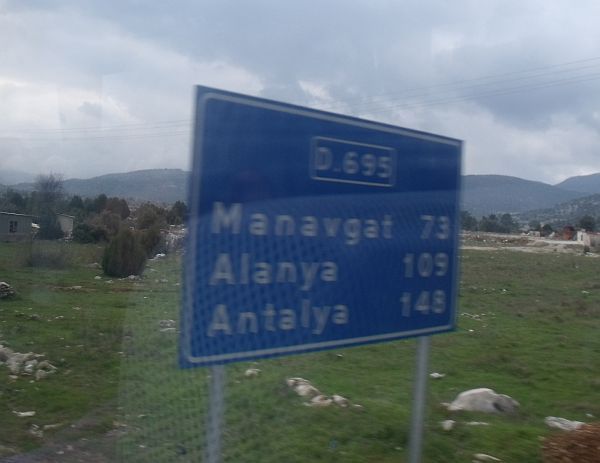 D.695
Manavgat 73
Alanya 109
Antalya 148